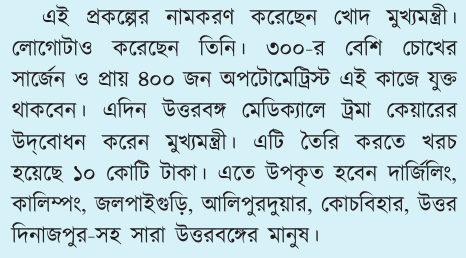 এই প্রকল্পের নামকরণ করেছেন খোদ মুখ্যমন্ত্রী।
লোগোটাও করেছেন তিনি। ৩০০-র বেশি চোখের
সার্জেন ও প্রায় ৪০০ জন অপটোমেট্রিস্ট এই কাজে যুক্ত
থাকবেন। এদিন উত্তরবঙ্গ মেডিক্যালে ট্রমা কেয়ারের
উদ্‌বোধন করেন মুখ্যমন্ত্রী। এটি তৈরি করতে খরচ
হয়েছে ১০ কোটি টাকা। এতে উপকৃত হবেন দার্জিলিং,
কালিম্পং, জলপাইগুড়ি, আলিপুরদুয়ার, কোচবিহার, উত্তর
দিনাজপুর-সহ সারা উত্তরবঙ্গের মানুষ।